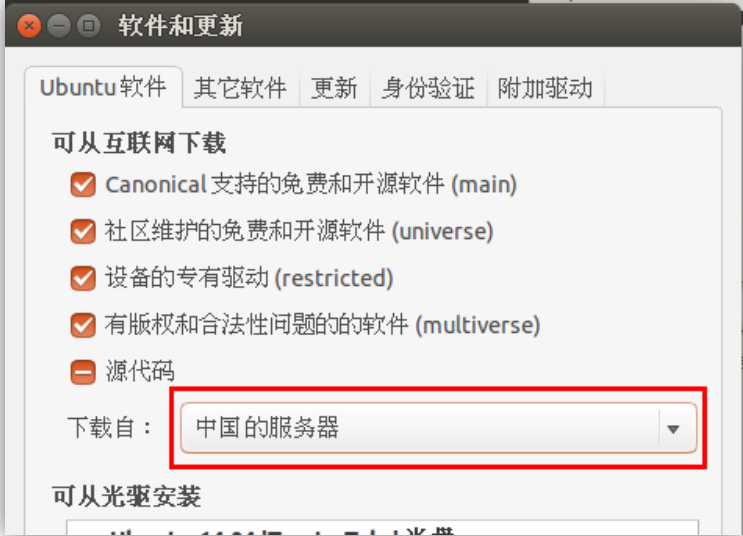 软件和更新
Ubuntu 软件 其它软件 更新 身份验证 附加驱动
可从互联网下载
Canonical 支持的免费和开源软件 (main)
社区维护的免费和开源软件 (universe)
设备的专有驱动 (restricted)
有版权和合法性问题的的软件 (multiverse)
源代码
下载自： 中国的服务器
可从光驱安装